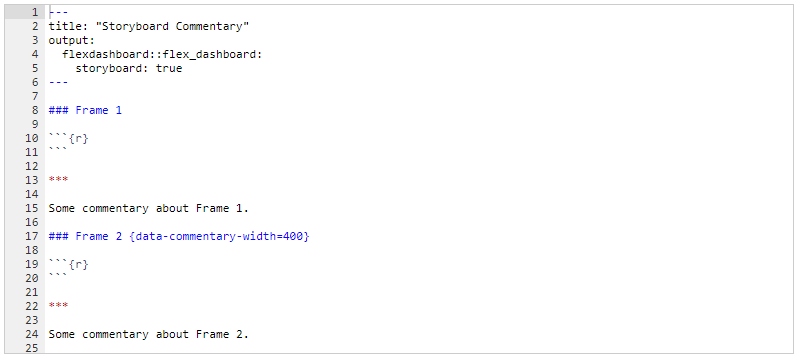 1 ---
2 title: "Storyboard Commentary"
3 output:
4   flexdashboard::flex_dashboard:
5     storyboard: true
6 ---
7
8 ### Frame 1
9
10 ```{r}
11 ```
12
13 ***
14
15 Some commentary about Frame 1.
16
17 ### Frame 2 {data-commentary-width=400}
18
19 ```{r}
20 ```
21
22 ***
23
24 Some commentary about Frame 2.
25